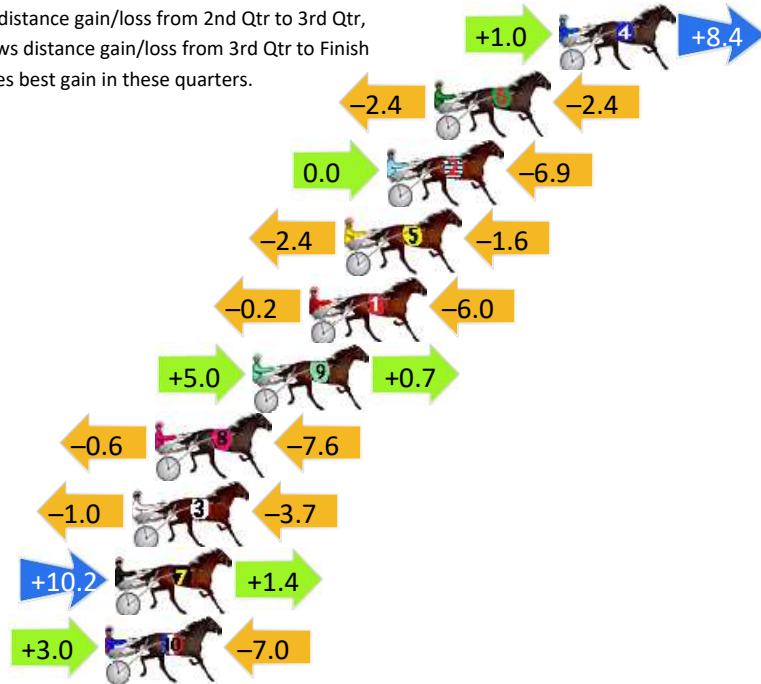 distance gain/loss from 2nd Qtr to 3rd Qtr,
ws distance gain/loss from 3rd Qtr to Finish
es best gain in these quarters.
+1.0 4 +8.4
–2.4 6 –2.4
0.0 2 –6.9
–2.4 5 –1.6
–0.2 1 –6.0
+5.0 9 +0.7
–0.6 8 –7.6
–1.0 3 –3.7
+10.2 7 +1.4
+3.0 10 –7.0